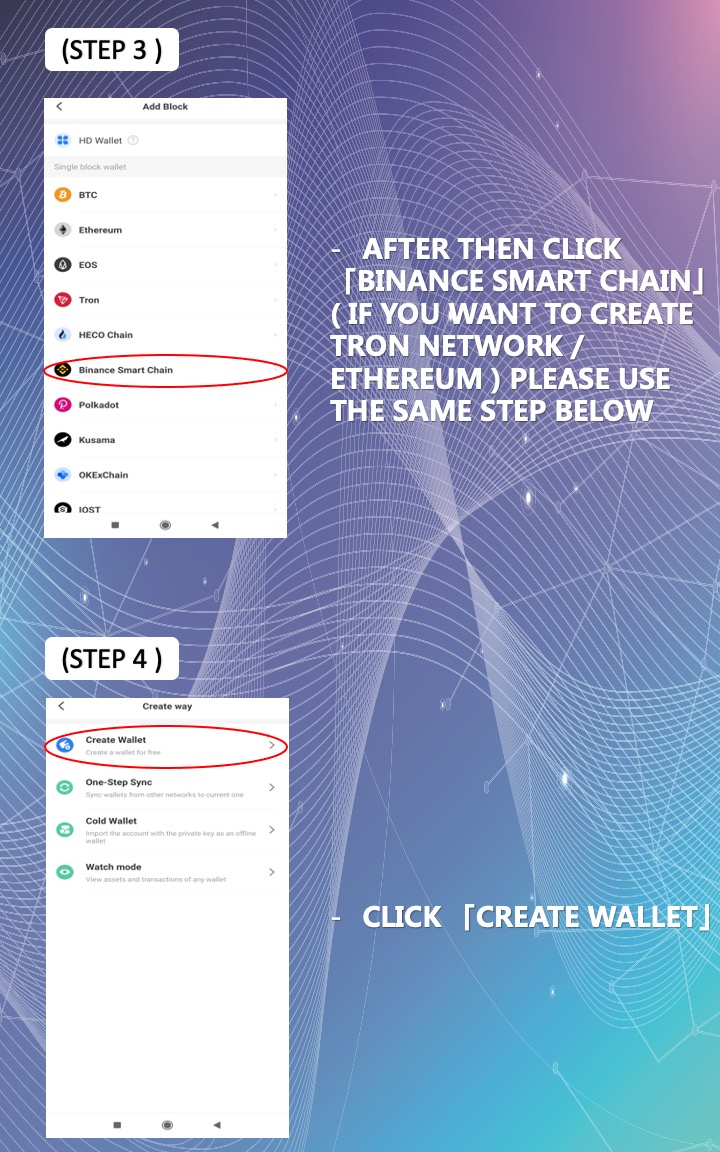 (STEP 3 )
Add Block
HD Wallet ?
Single block wallet
BTC
Ethereum
EOS
Tron
HECO Chain
Binance Smart Chain
Polkadot
Kusama
OKExChain
IOST
- AFTER THEN CLICK
「BINANCE SMART CHAIN」
( IF YOU WANT TO CREATE
TRON NETWORK /
ETHEREUM ) PLEASE USE
THE SAME STEP BELOW
(STEP 4 )
Create way
Create Wallet
Create a wallet for free
One-Step Sync
Sync wallets from other networks to current one
Cold Wallet
Import the account with the private key as an offline
wallet
Watch mode
View assets and transactions of any wallet
- CLICK 「CREATE WALLET」